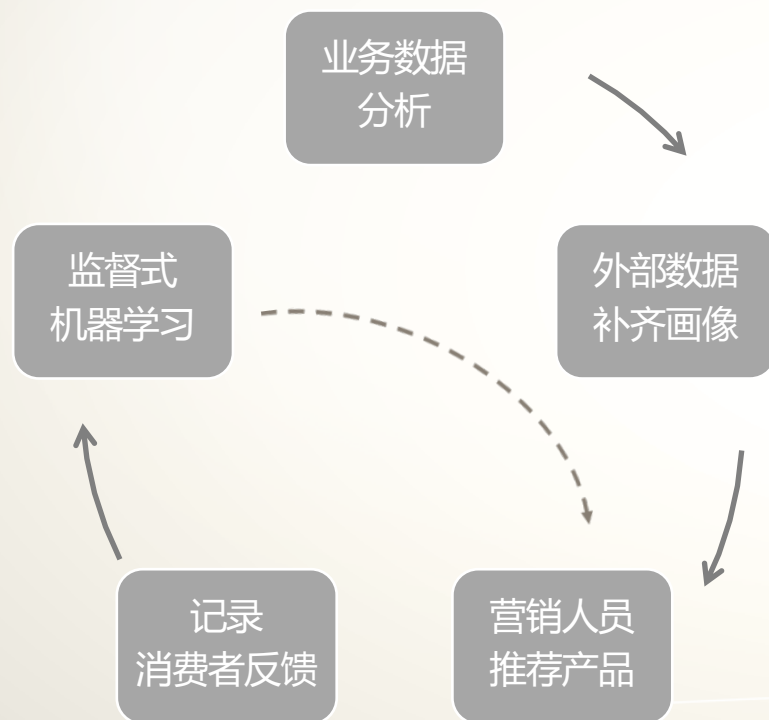 业务数据
分析
外部数据
补齐画像
营销人员
推荐产品
记录
消费者反馈
监督式
机器学习